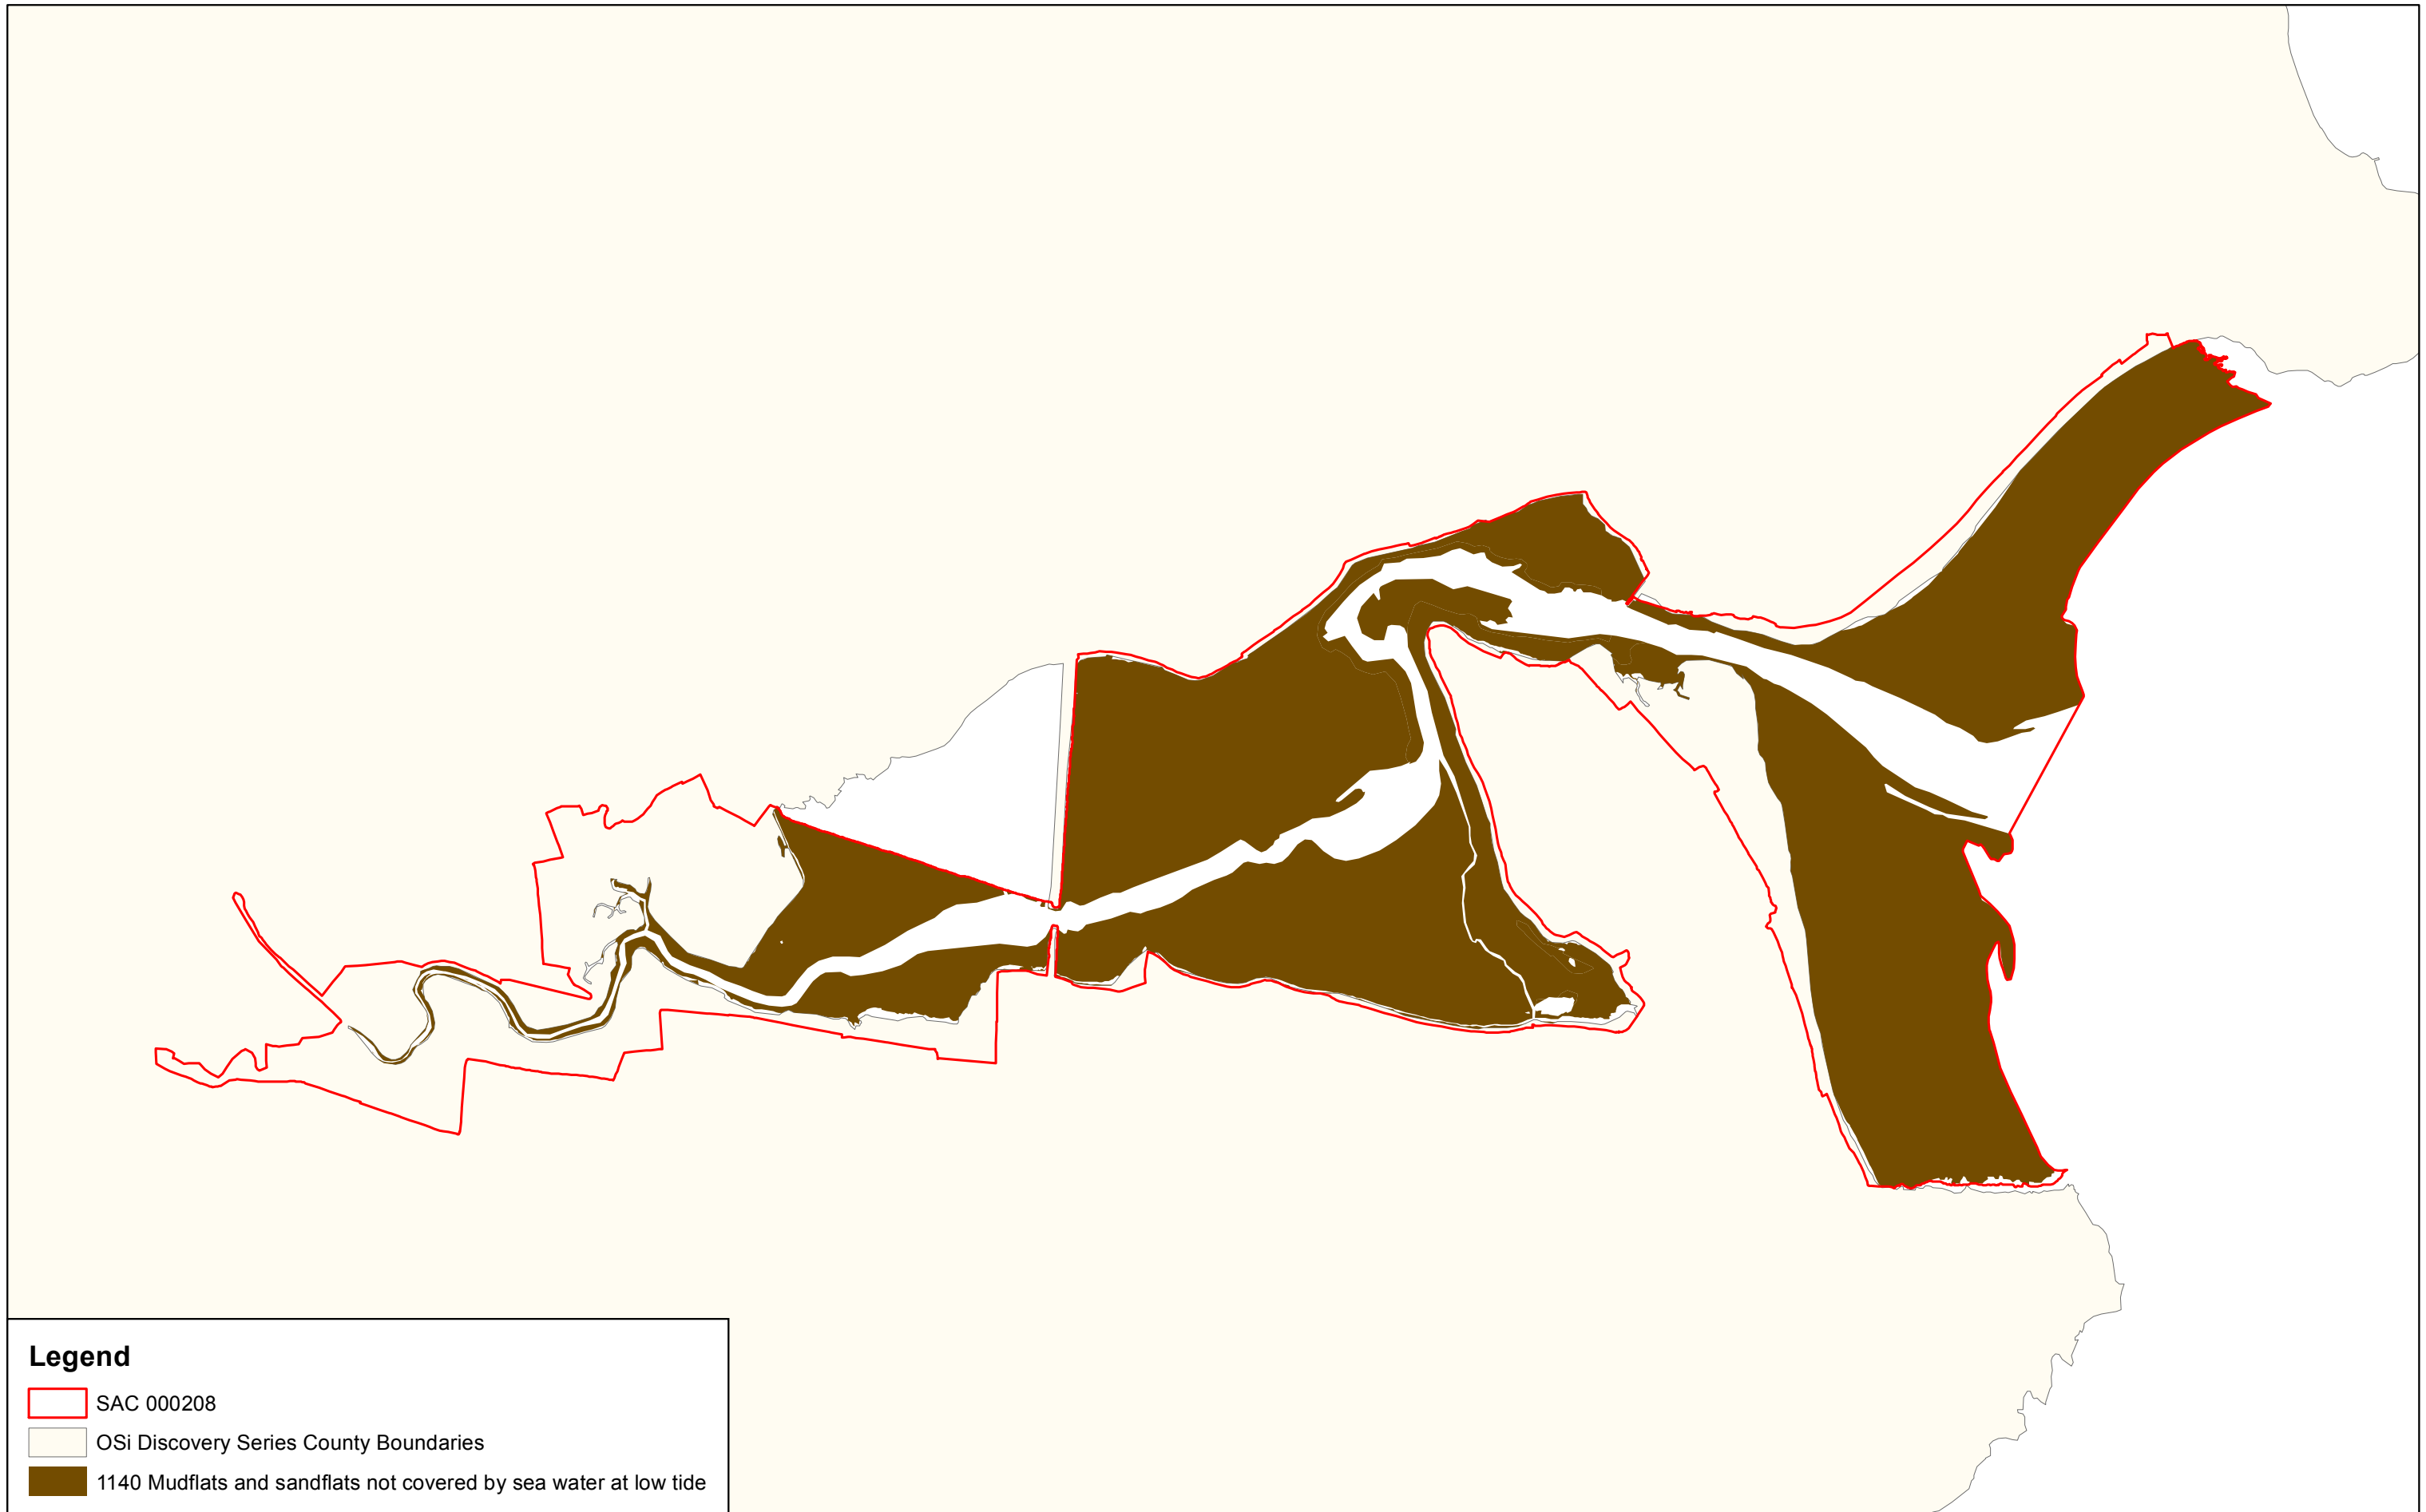 Legend
SAC 000208
OSi Discovery Series County Boundaries
1140 Mudflats and sandflats not covered by sea water at low tide